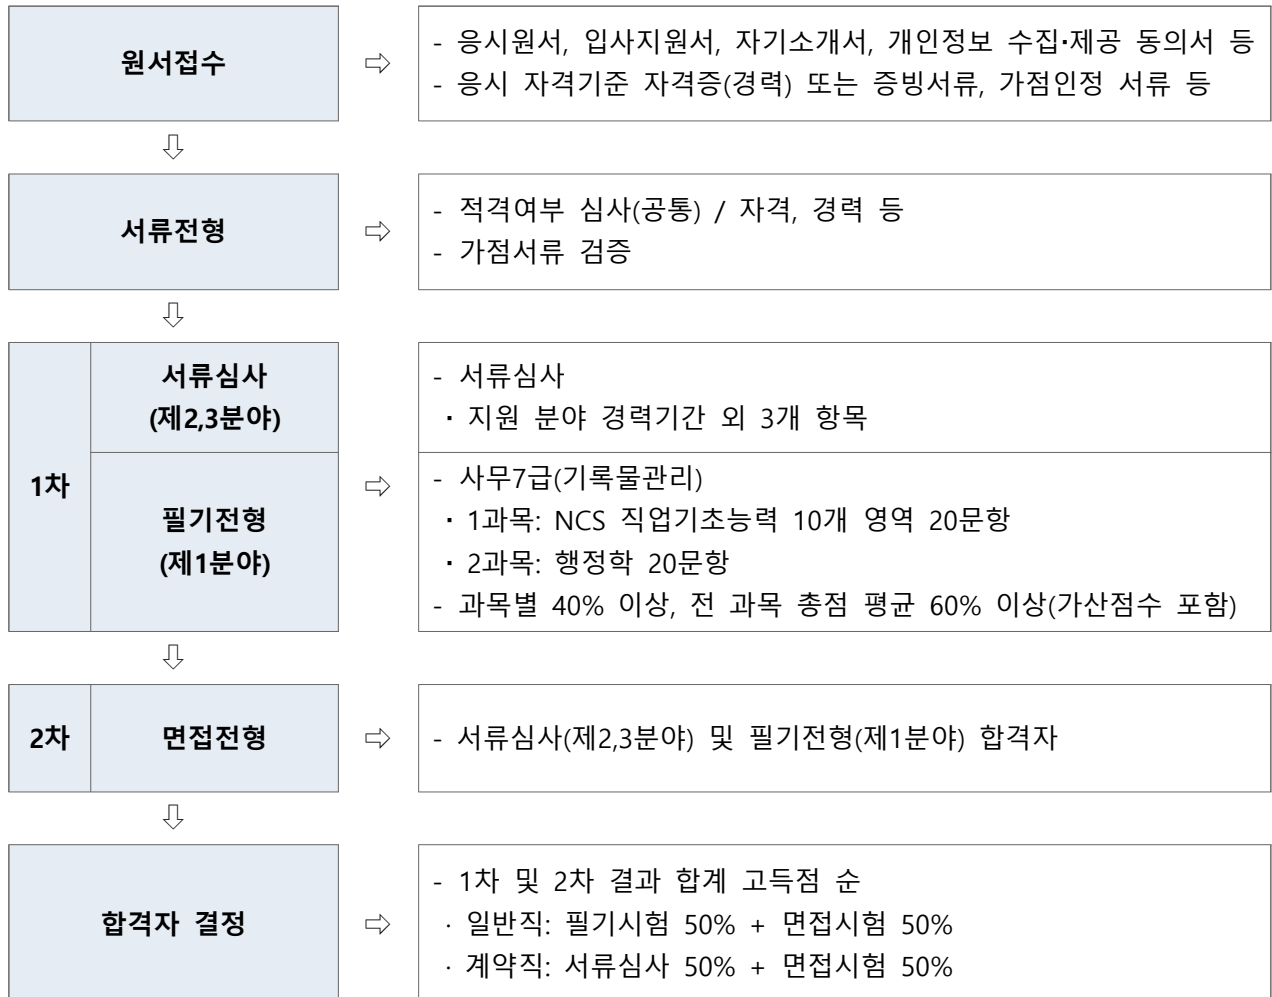 원서접수
⇨
- 응시원서, 입사지원서, 자기소개서, 개인정보 수집·제공 동의서 등
- 응시 자격기준 자격증(경력) 또는 증빙서류, 가점인정 서류 등
⇩
서류전형
⇨
- 적격여부 심사(공통) / 자격, 경력 등
- 가점서류 검증
⇩
1차
서류심사
(제2,3분야)
- 서류심사
· 지원 분야 경력기간 외 3개 항목
필기전형
(제1분야)
⇨
- 사무7급(기록물관리)
· 1과목: NCS 직업기초능력 10개 영역 20문항
· 2과목: 행정학 20문항
- 과목별 40% 이상, 전 과목 총점 평균 60% 이상(가산점수 포함)
⇩
2차
면접전형
⇨
- 서류심사(제2,3분야) 및 필기전형(제1분야) 합격자
⇩
합격자 결정
⇨
- 1차 및 2차 결과 합계 고득점 순
· 일반직: 필기시험 50% + 면접시험 50%
· 계약직: 서류심사 50% + 면접시험 50%